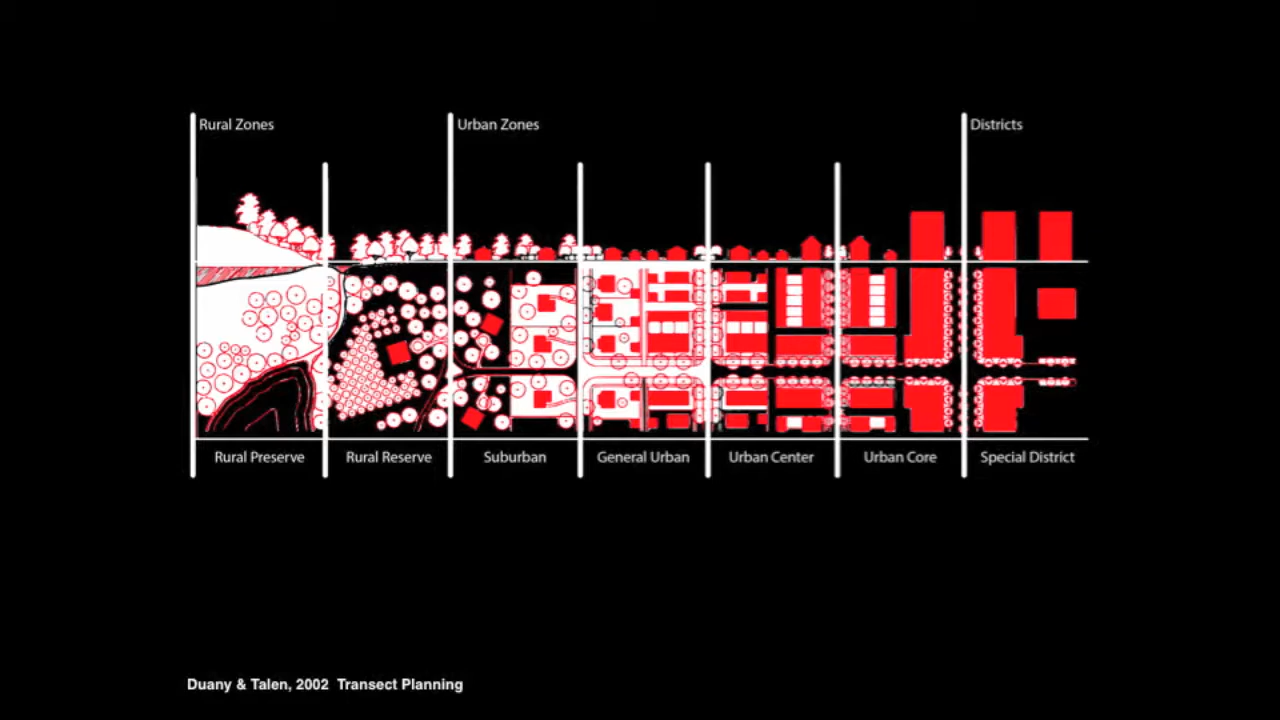 Rural Zones
Urban Zones
Districts
Rural Preserve
Rural Reserve
Suburban
General Urban
Urban Center
Urban Core
Special District
Duany & Talen, 2002  Transect Planning